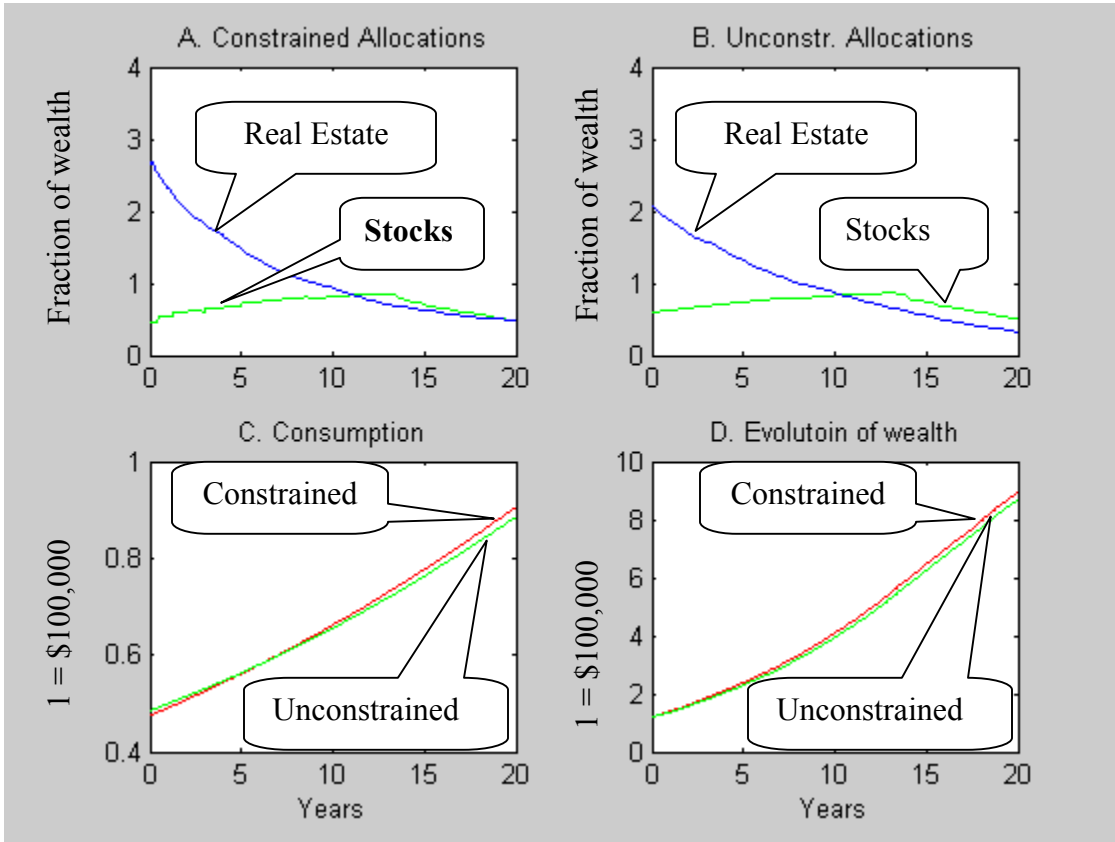 A. Constrained Allocations
Fraction of wealth
4
3
2
1
0
Real Estate
Stocks
0 5 10 15 20
B. Unconstr. Allocations
Fraction of wealth
4
3
2
1
0
Real Estate
Stocks
0 5 10 15 20
C. Consumption
1 = $100,000
1
0.8
0.6
0.4
Constrained
Unconstrained
0 5 10 15 20
Years
D. Evolutoin of wealth
1 = $100,000
10
8
6
4
2
0
Constrained
Unconstrained
0 5 10 15 20
Years